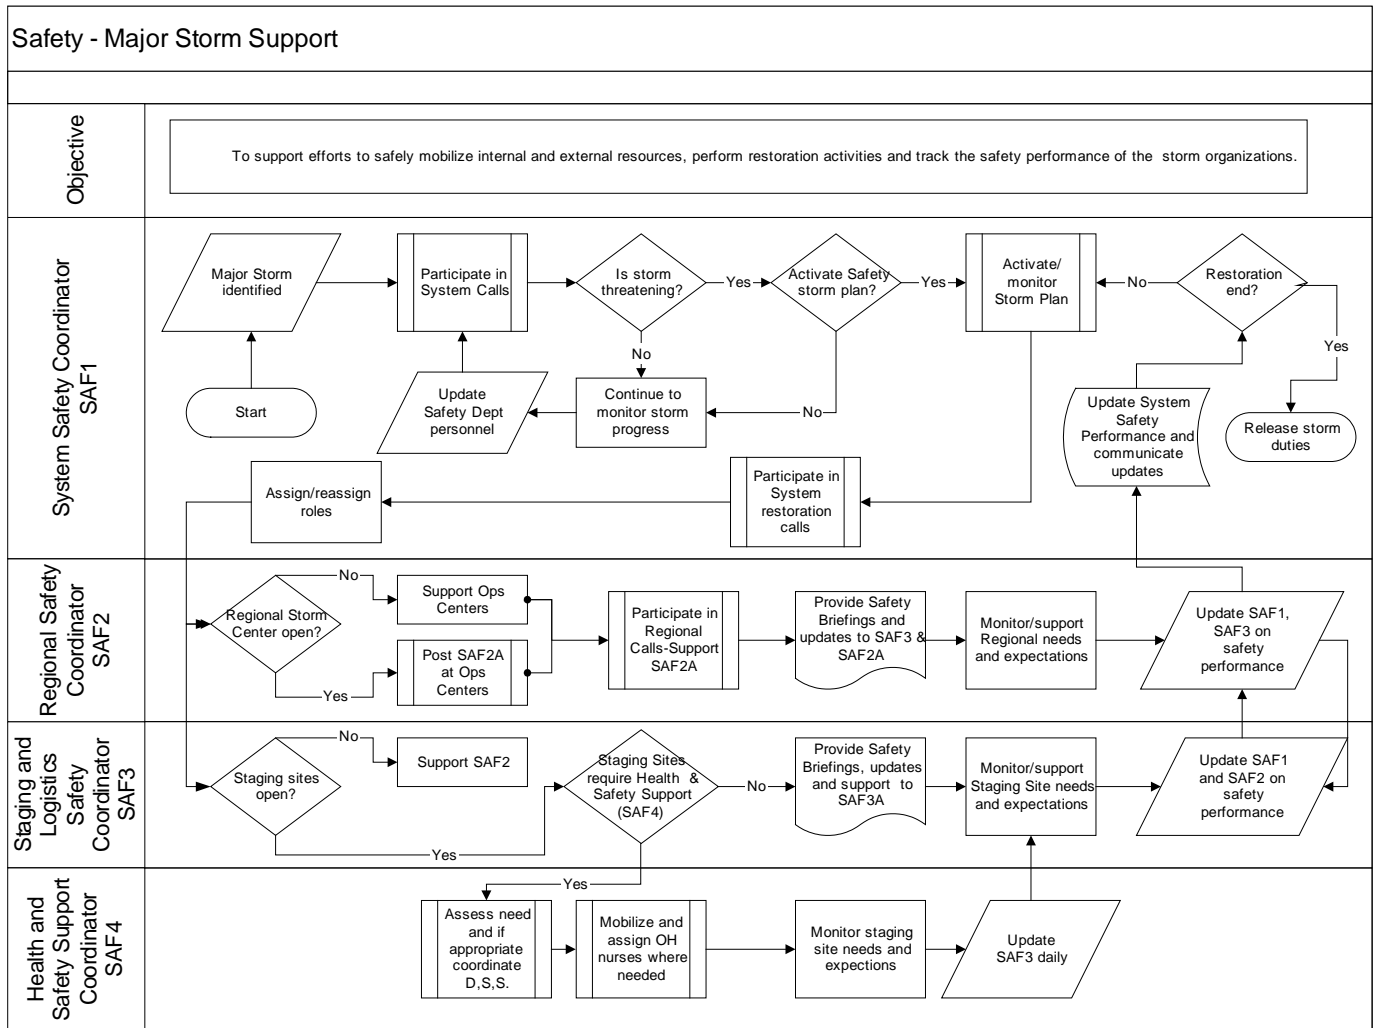 Safety - Major Storm Support
Objective
To support efforts to safely mobilize internal and external resources, perform restoration activities and track the safety performance of the storm organizations.
System Safety Coordinator
SAF1
Major Storm
identified
Participate in
System Calls
Is storm
threatening?
Yes
Activate Safety
storm plan?
Yes
Activate/
monitor
Storm Plan
No
Restoration
end?
Yes
No
Start
Update
Safety Dept
personnel
Continue to
monitor storm
progress
No
Update System
Safety
Performance and
communicate
updates
Release storm
duties
Assign/reassign
roles
Participate in
System
restoration
calls
Regional Safety
Coordinator
SAF2
Regional Storm
Center open?
No
Support Ops
Centers
Yes
Post SAF2A
at Ops
Centers
Participate in
Regional
Calls-Support
SAF2A
Provide Safety
Briefings and
updates to SAF3 &
SAF2A
Monitor/support
Regional needs
and expectations
Update SAF1,
SAF3 on
safety
performance
Staging and
Logistics
Safety
Coordinator
SAF3
Staging sites
open?
No
Support SAF2
Yes
Staging Sites
require Health &
Safety Support
(SAF4)
No
Provide Safety
Briefings, updates
and support to
SAF3A
Monitor/support
Staging Site needs
and expectations
Update SAF1
and SAF2 on
safety
performance
Health and
Safety Support
Coordinator
SAF4
Yes
Assess need
and if
appropriate
coordinate
D,S,S.
Mobilize and
assign OH
nurses where
needed
Monitor staging
site needs and
expections
Update
SAF3 daily